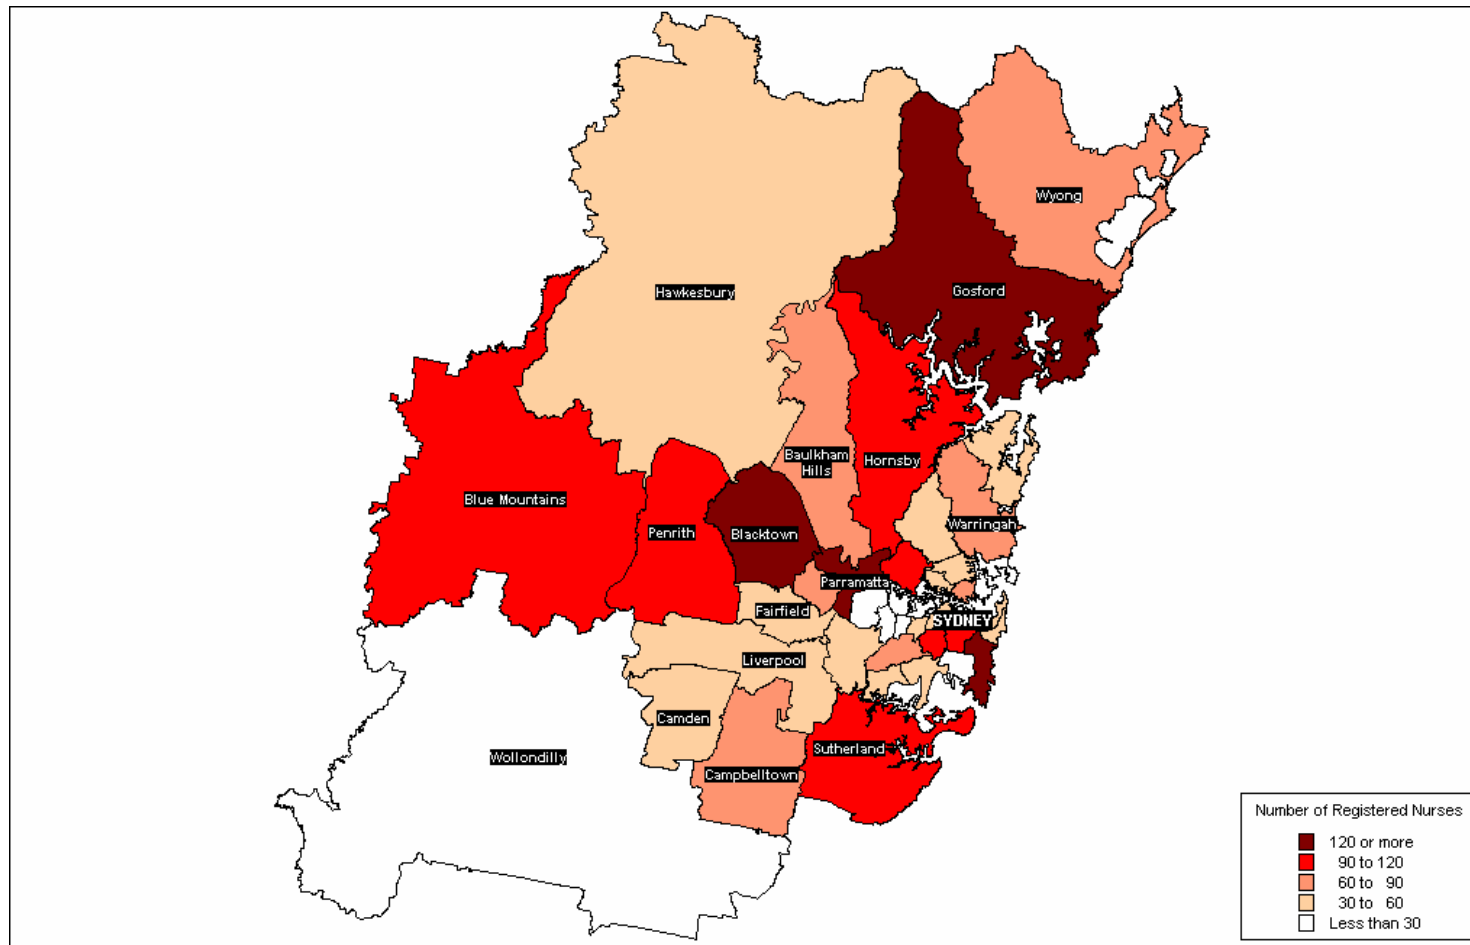 Wyong
Gosford
Hawkesbury
Baulkham
Hills
Hornsby
Blue Mountains
Warringah
Penrith
Blacktown
Parramatta
Fairfield
SYDNEY
Liverpool
Camden
Sutherland
Wollondilly
Campbelltown
Number of Registered Nurses
120 or more
90 to 120
60 to 90
30 to 60
Less than 30